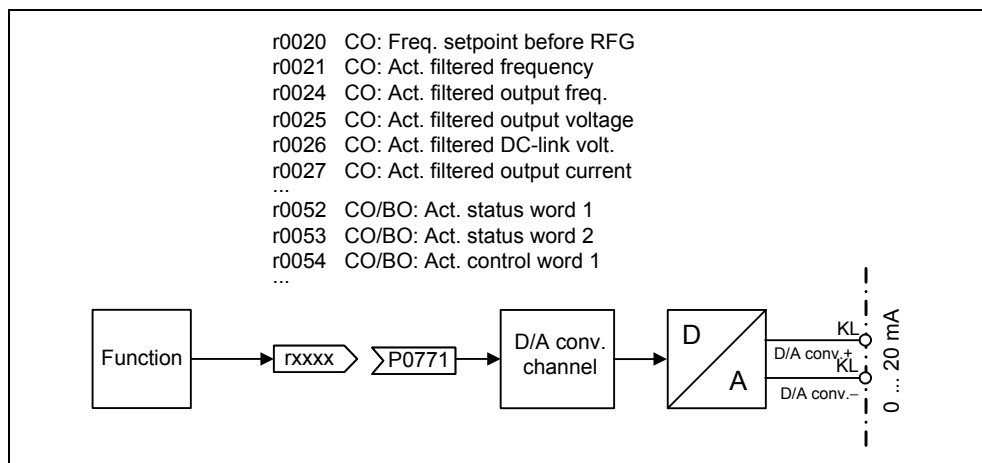 r0020 CO: Freq. setpoint before RFG
r0021 CO: Act. filtered frequency
r0024 CO: Act. filtered output freq.
r0025 CO: Act. filtered output voltage
r0026 CO: Act. filtered DC-link volt.
r0027 CO: Act. filtered output current
...
r0052 CO/BO: Act. status word 1
r0053 CO/BO: Act. status word 2
r0054 CO/BO: Act. control word 1
...
Function
rxxxx
P0771
D/A conv.
channel
D
A
KL
D/A conv.+
KL
D/A conv.−
0 ... 20 mA